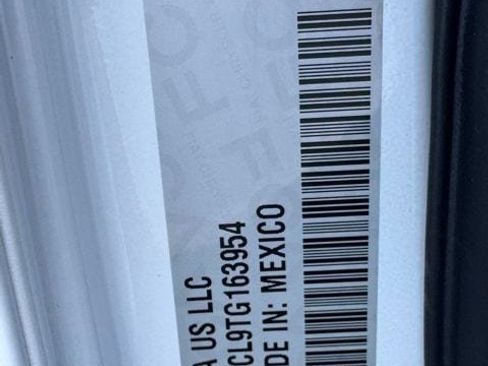 A US LLC
CL9TG163954
DE IN: MEXICO